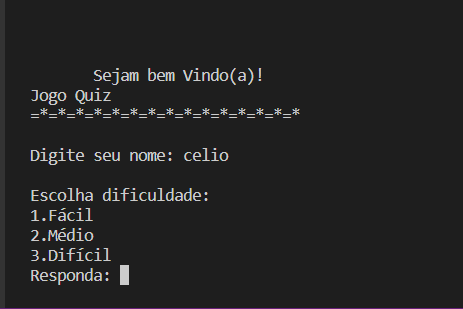 Sejam bem Vindo(a)!
Jogo Quiz
=*=*=*=*=*=*=*=*=*=*=*=*=*=*=*
Digite seu nome: celio
Escolha dificuldade:
1.Fácil
2.Médio
3.Difícil
Responda: